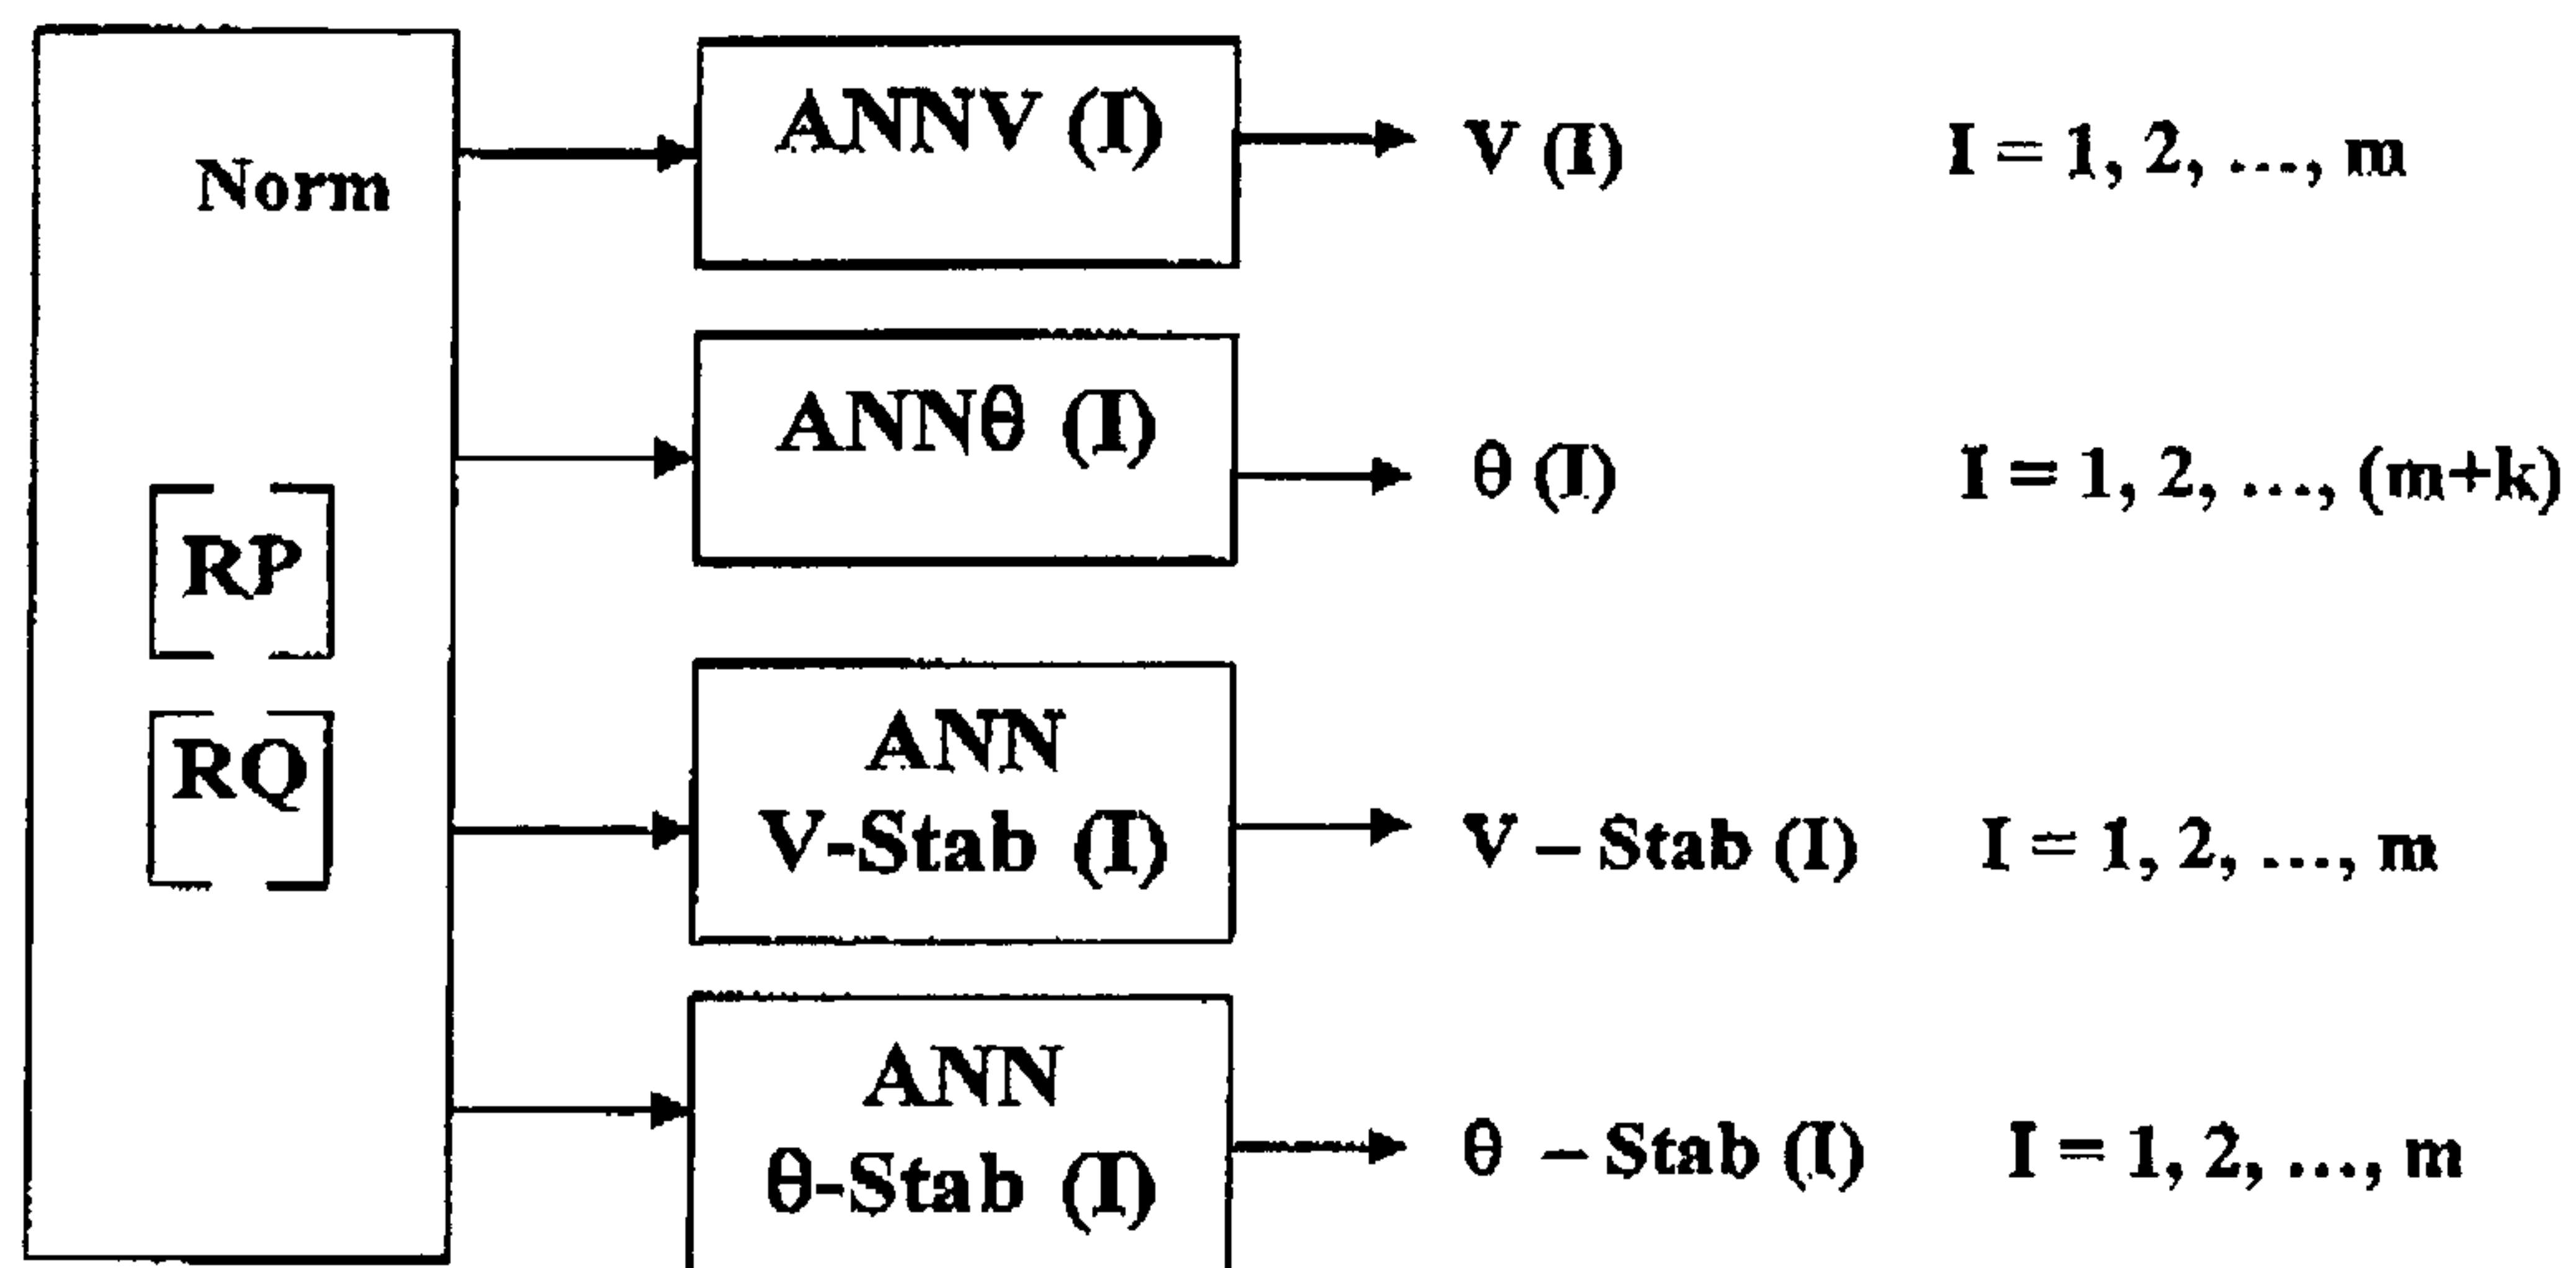 Norm
RP
RQ
ANNV (I)
V (I) I = 1, 2, ..., m
ANNθ (I)
θ (I) I = 1, 2, ..., (m+k)
ANN
V-Stab (I)
V – Stab (I) I = 1, 2, ..., m
ANN
θ-Stab (I)
θ – Stab (I) I = 1, 2, ..., m